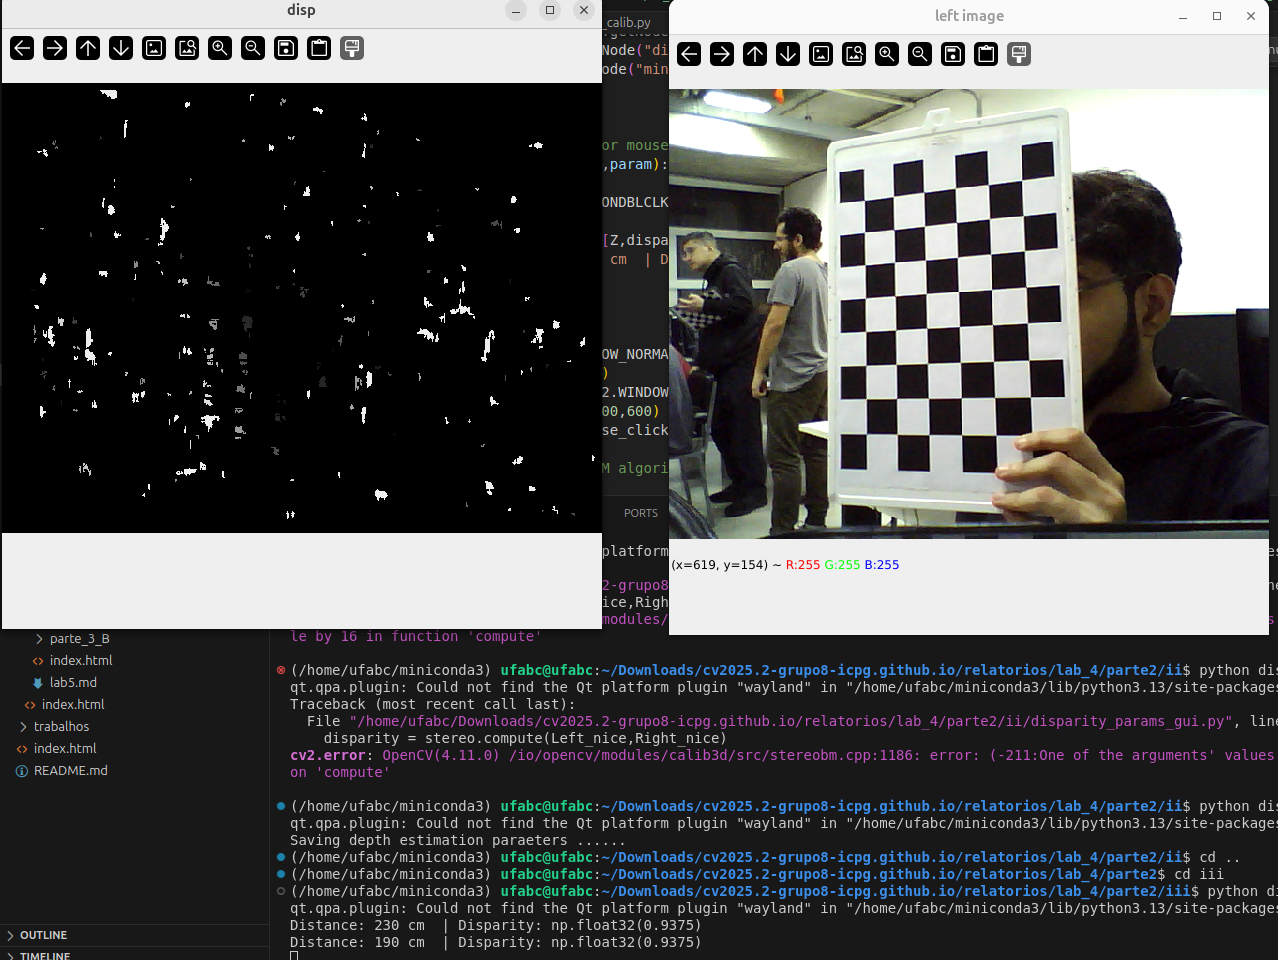 disp
left image
_calib.py
.getNode
Node("di
ode("min
or mouse
,param):
ONDBLCLK
[Z,dispa
cm | D
OW_NORMA
)
2.WINDOW
00,600)
se_click
M algori
PORTS
platform
2-grupo8
ice,Righ
modules/
(x=619, y=154) ~ R:255 G:255 B:255
parte_3_B
index.html
lab5.md
index.html
trabalhos
index.html
README.md
OUTLINE
TIMELINE
le by 16 in function 'compute'
(/home/ufabc/miniconda3) ufabc@ufabc:~/Downloads/cv2025.2-grupo8-icpg.github.io/relatorios/lab_4/parte2/ii$ python dis
qt.qpa.plugin: Could not find the Qt platform plugin "wayland" in "/home/ufabc/miniconda3/lib/python3.13/site-packages
Traceback (most recent call last):
File "/home/ufabc/Downloads/cv2025.2-grupo8-icpg.github.io/relatorios/lab_4/parte2/ii/disparity_params_gui.py", line
disparity = stereo.compute(Left_nice,Right_nice)
cv2.error: OpenCV(4.11.0) /io/opencv/modules/calib3d/src/stereobm.cpp:1186: error: (-211:One of the arguments' values
on 'compute'
(/home/ufabc/miniconda3) ufabc@ufabc:~/Downloads/cv2025.2-grupo8-icpg.github.io/relatorios/lab_4/parte2/ii$ python dis
qt.qpa.plugin: Could not find the Qt platform plugin "wayland" in "/home/ufabc/miniconda3/lib/python3.13/site-packages
Saving depth estimation paraeters ......
(/home/ufabc/miniconda3) ufabc@ufabc:~/Downloads/cv2025.2-grupo8-icpg.github.io/relatorios/lab_4/parte2/ii$ cd ..
(/home/ufabc/miniconda3) ufabc@ufabc:~/Downloads/cv2025.2-grupo8-icpg.github.io/relatorios/lab_4/parte2$ cd iii
(/home/ufabc/miniconda3) ufabc@ufabc:~/Downloads/cv2025.2-grupo8-icpg.github.io/relatorios/lab_4/parte2/iii$ python di
qt.qpa.plugin: Could not find the Qt platform plugin "wayland" in "/home/ufabc/miniconda3/lib/python3.13/site-packages
Distance: 230 cm | Disparity: np.float32(0.9375)
Distance: 190 cm | Disparity: np.float32(0.9375)